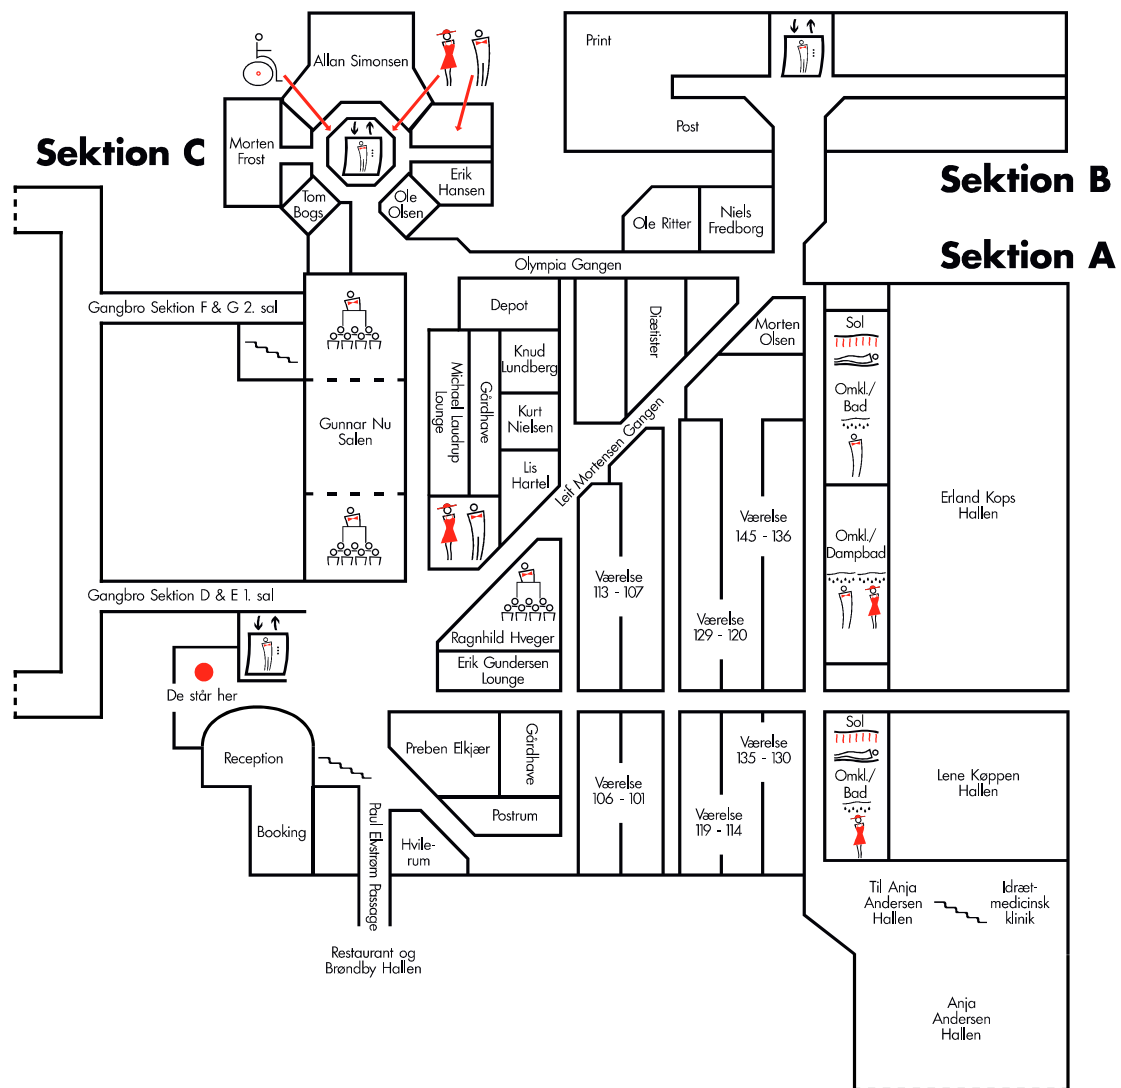 Allan Simonsen
Print
Post
Sektion C
Morten
Frost
Erik
Hansen
Tom
Bogs
Ole
Olsen
Sektion B
Ole Ritter
Niels
Fredborg
Sektion A
Olympia Gangen
Gangbro Sektion F & G 2. sal
Depot
Diætister
Morten
Olsen
Sol
Knud
Lundberg
Michael Laudrup
Lounge
Gårdhave
Omkl./
Bad
Kurt
Nielsen
Gunnar Nu
Salen
Lis
Hartel
Leif Mortensen Gangen
Erland Kops
Hallen
Værelse
145 - 136
Omkl./
Dampbad
Værelse
113 - 107
Gangbro Sektion D & E 1. sal
Værelse
129 - 120
Ragnhild Hveger
Erik Gundersen
Lounge
De står her
Sol
Preben Elkjær
Gårdhave
Værelse
135 - 130
Reception
Omkl./
Bad
Lene Køppen
Hallen
Værelse
106 - 101
Postrum
Værelse
119 - 114
Booking
Paul Elvstrøm Passage
Hvile-
rum
Til Anja
Andersen
Hallen
Idræt-
medicinsk
klinik
Restaurant og
Brøndby Hallen
Anja
Andersen
Hallen